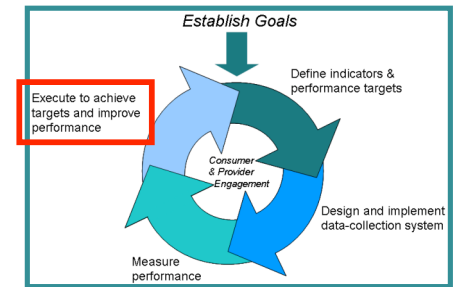 Establish Goals
Define indicators &
performance targets
Execute to achieve
targets and improve
performance
Consumer
& Provider
Engagement
Design and implement
data-collection system
Measure
performance